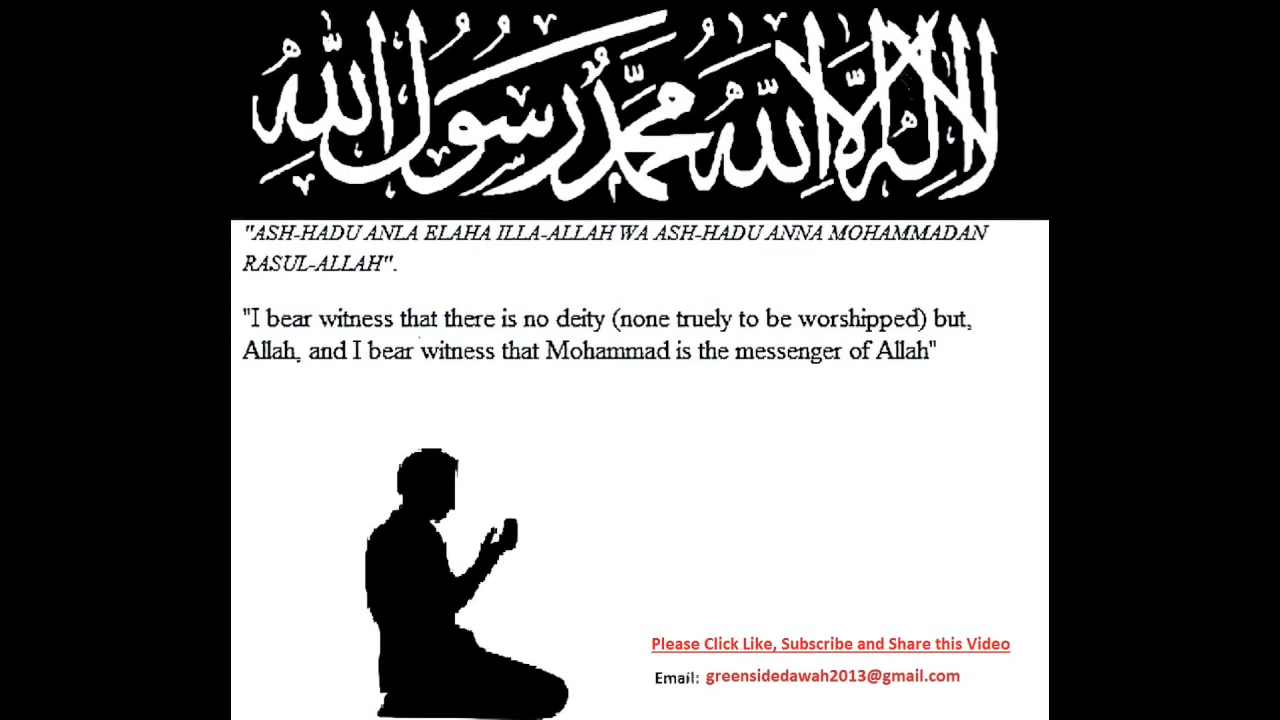 لا إله إلا الله محمد رسول الله
"ASH-HADU ANLA ELAHA ILLA-ALLAH WA ASH-HADU ANNA MOHAMMADAN
RASUL-ALLAH".
"I bear witness that there is no deity (none truely to be worshipped) but,
Allah, and I bear witness that Mohammad is the messenger of Allah"
Please Click Like, Subscribe and Share this Video
Email: greensidedawah2013@gmail.com